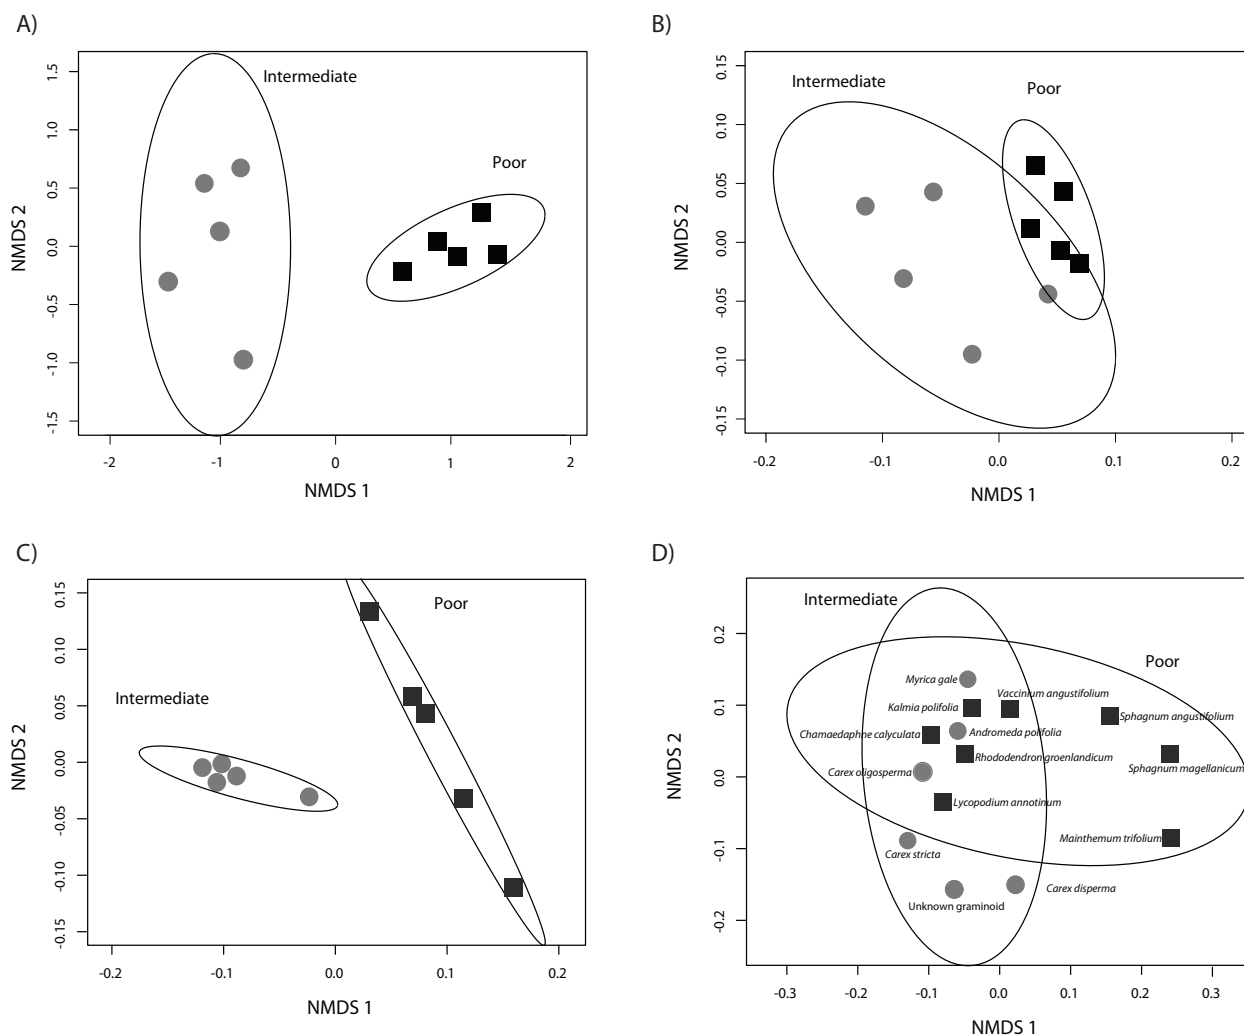 A)
Intermediate
Poor
NMDS 2
1.5
1.0
0.5
0.0
-0.5
-1.0
-1.5
-2
-1
0
1
2
NMDS 1
B)
Intermediate
Poor
NMDS 2
0.15
0.10
0.05
0.00
-0.05
-0.10
-0.15
-0.2
-0.1
0.0
0.1
0.2
NMDS 1
C)
Poor
Intermediate
NMDS 2
0.15
0.10
0.05
0.00
-0.05
-0.10
-0.15
-0.2
-0.1
0.0
0.1
0.2
NMDS 1
D)
Intermediate
Poor
Myrica gale
Vaccinium angustifolium
Kalmia polifolia
Sphagnum angustifolium
Chamaedaphne calyculata
Andromeda polifolia
Rhododendron groenlandicum
Carex oligosperma
Sphagnum magellanicum
Lycopodium annotinum
Mainthemum trifolium
Carex stricta
Carex disperma
Unknown graminoid
NMDS 2
0.2
0.1
0.0
-0.1
-0.2
-0.3
-0.2
-0.1
0.0
0.1
0.2
0.3
NMDS 1